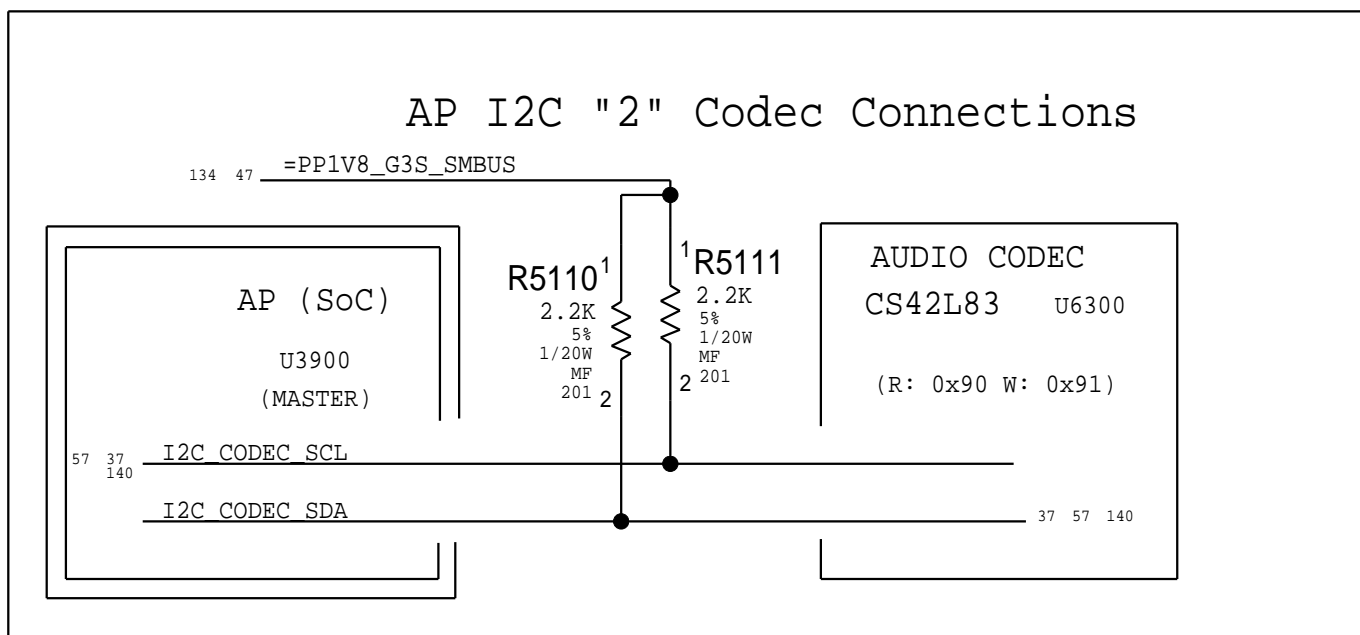 AP I2C "2" Codec Connections
134 47 =PP1V8_G3S_SMBUS
R5110 1
2.2K
5%
1/20W
MF
201 2
1 R5111
2.2K
5%
1/20W
MF
2 201
AP (SoC)
U3900
(MASTER)
AUDIO CODEC
CS42L83 U6300
(R: 0x90 W: 0x91)
57 37 I2C_CODEC_SCL
140
I2C_CODEC_SDA
37 57 140